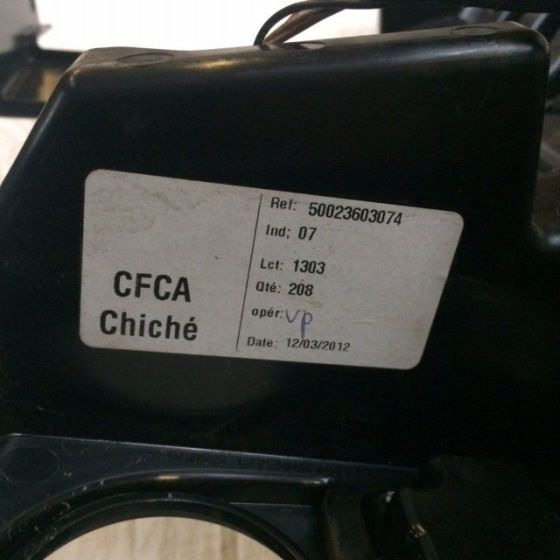 CFCA
Chiché
Ref: 50023603074
Ind; 07
Lct: 1303
Qté: 208
opér: vp
Date: 12/03/2012